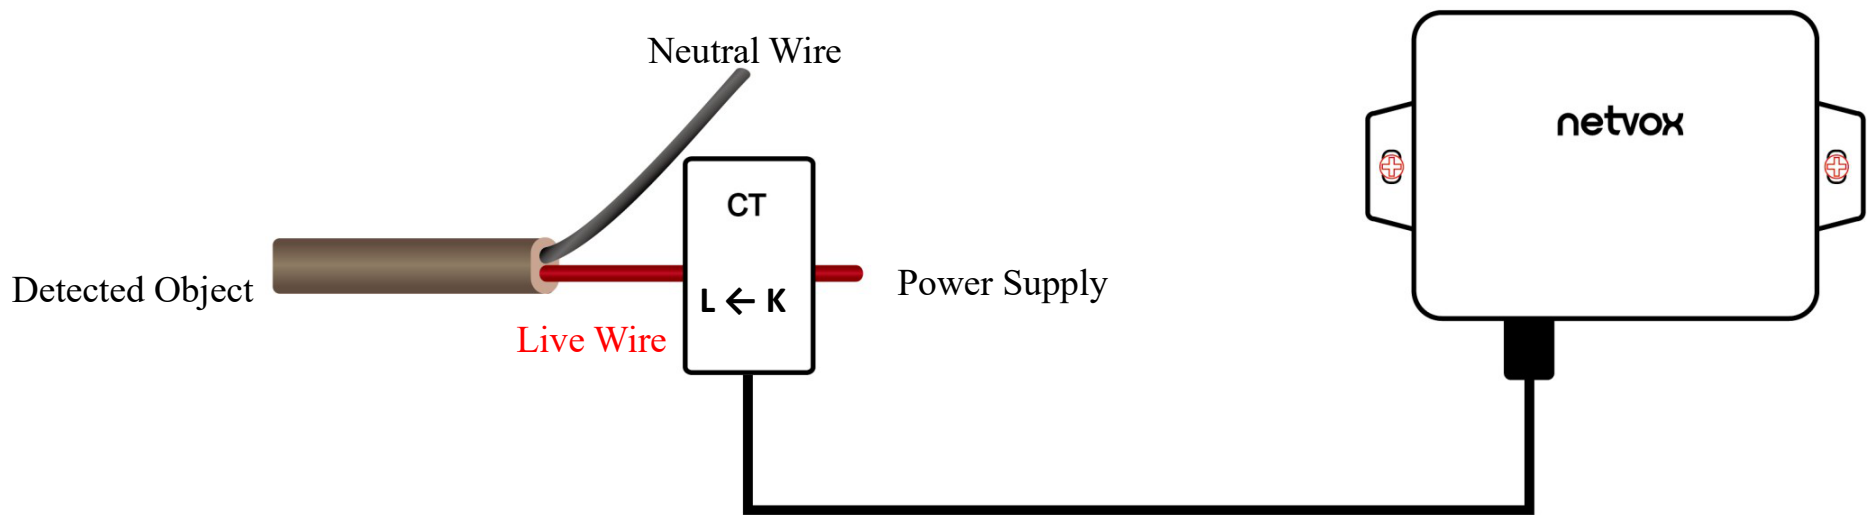 Neutral Wire
netvox
CT
Detected Object
Power Supply
L ← K
Live Wire